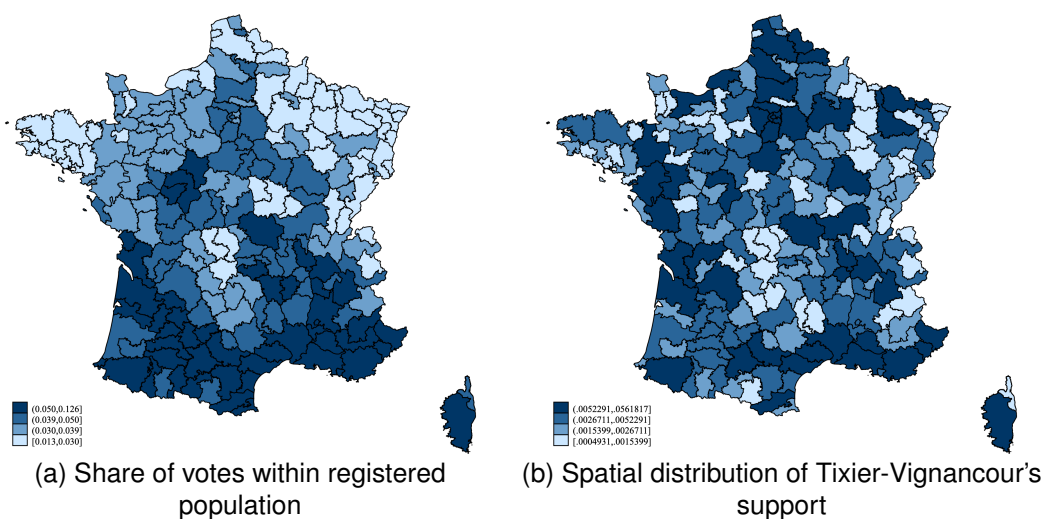 (0.050,0.126]
(0.039,0.050]
(0.030,0.039]
[0.013,0.030]
(.0052291,.0561817]
(.0026711,.0052291]
(.0015399,.0026711]
[.0004931,.0015399]
(a) Share of votes within registered
population
(b) Spatial distribution of Tixier-Vignancour's
support